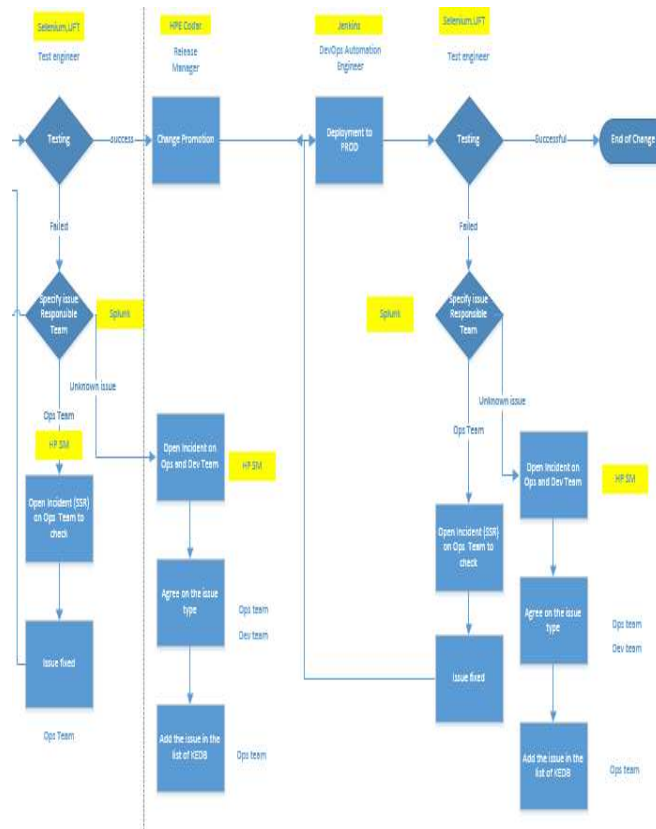 Selenium,UFT
Test engineer
HPE Codar
Release
Manager
Jenkins
DevOps Automation
Engineer
Selenium,UFT
Test engineer
Testing
success
Change Promotion
Deployment to
PROD
Testing
Successful
End of Change
Failed
Failed
Specify issue
Responsible
Team
Splunk
Splunk
Specify issue
Responsible
Team
Unknown issue
Unknown issue
Ops Team
HP SM
Ops Team
Open Incident on
Ops and Dev Team
HP SM
Open Incident on
Ops and Dev Team
HP SM
Open Incident (SSR)
on Ops Team to
check
Open Incident (SSR)
on Ops Team to
check
Agree on the issue
type
Ops team
Dev team
Agree on the issue
type
Ops team
Dev team
Issue fixed
Issue fixed
Ops Team
Add the issue in the
list of KEDB
Ops team
Add the issue in the
list of KEDB
Ops team